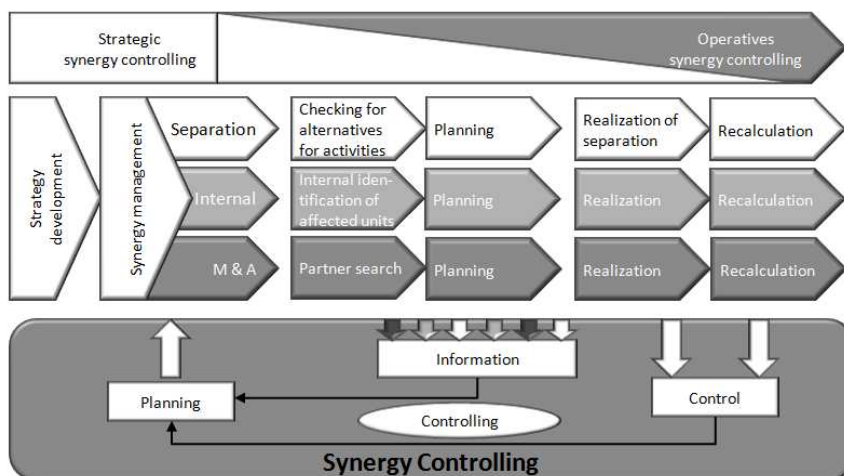 Strategic
synergy controlling
Operatives
synergy controlling
Strategy
development
Synergy management
Separation
Checking for
alternatives
for activities
Planning
Realization of
separation
Recalculation
Internal
Internal iden-
tification of
affected units
Planning
Realization
Recalculation
M & A
Partner search
Planning
Realization
Recalculation
Information
Planning
Controlling
Control
Synergy Controlling